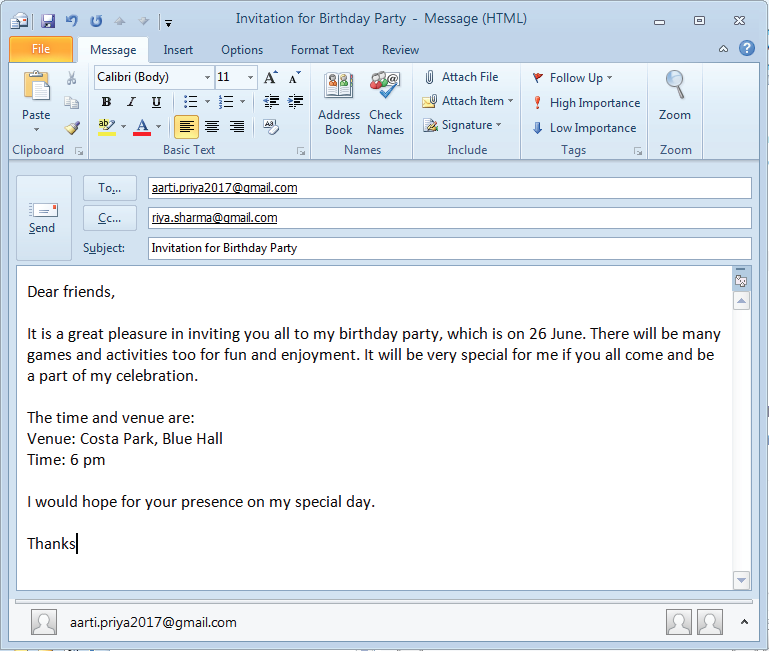 Invitation for Birthday Party - Message (HTML)
File Message Insert Options Format Text Review
Calibri (Body) 11
Paste
B I U
ab
A
Aa
Clipboard
Basic Text
Address Book
Check Names
Names
Attach File
Attach Item
Signature
Include
Follow Up
High Importance
Low Importance
Tags
Zoom
Zoom
Send
To... aarti.priya2017@gmail.com
Cc... riya.sharma@gmail.com
Subject: Invitation for Birthday Party
Dear friends,
It is a great pleasure in inviting you all to my birthday party, which is on 26 June. There will be many
games and activities too for fun and enjoyment. It will be very special for me if you all come and be
a part of my celebration.
The time and venue are:
Venue: Costa Park, Blue Hall
Time: 6 pm
I would hope for your presence on my special day.
Thanks
aarti.priya2017@gmail.com